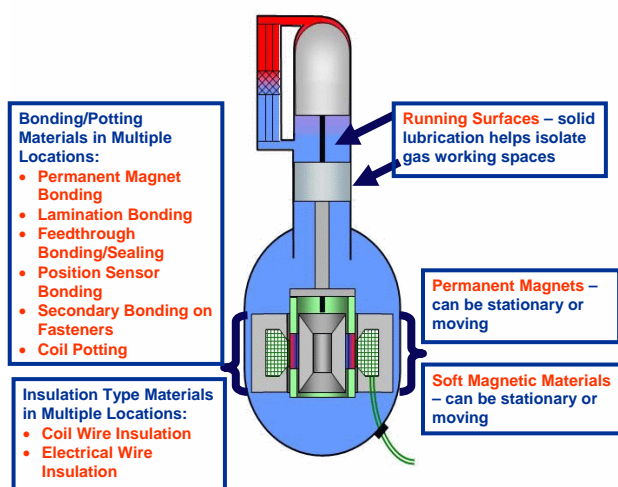 Bonding/Potting
Materials in Multiple
Locations:
• Permanent Magnet
Bonding
• Lamination Bonding
• Feedthrough
Bonding/Sealing
• Position Sensor
Bonding
• Secondary Bonding on
Fasteners
• Coil Potting
Insulation Type Materials
in Multiple Locations:
• Coil Wire Insulation
• Electrical Wire
Insulation
Running Surfaces – solid
lubrication helps isolate
gas working spaces
Permanent Magnets –
can be stationary or
moving
Soft Magnetic Materials
– can be stationary or
moving